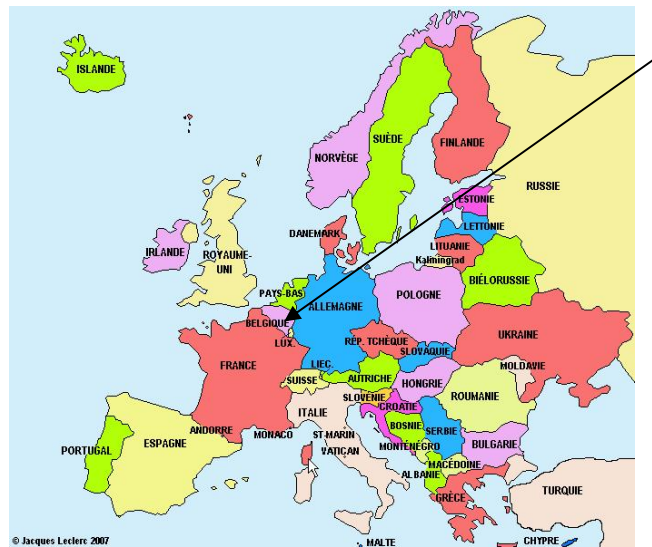 ISLANDE
SUÈDE
FINLANDE
NORVÈGE
RUSSIE
ESTONIE
LETTONIE
DANEMARK
LITUANIE
Kaliningrad
IRLANDE
ROYAUME-
UNI
BIÉLORUSSIE
PAYS-BAS
ALLEMAGNE
POLOGNE
BELGIQUE
UKRAINE
LUX.
RÉP. TCHÈQUE
SLOVAQUIE
FRANCE
LIEC.
MOLDAVIE
SUISSE
AUTRICHE
HONGRIE
ROUMANIE
SLOVÉNIE
CROATIE
ITALIE
BOSNIE
SERBIE
ANDORRE
MONACO
ST-MARIN
ESPAGNE
MONTÉNÉGRO
BULGARIE
PORTUGAL
VATICAN
MACÉDOINE
ALBANIE
TURQUIE
GRÈCE
© Jacques Leclerc 2007
MALTE
CHYPRE